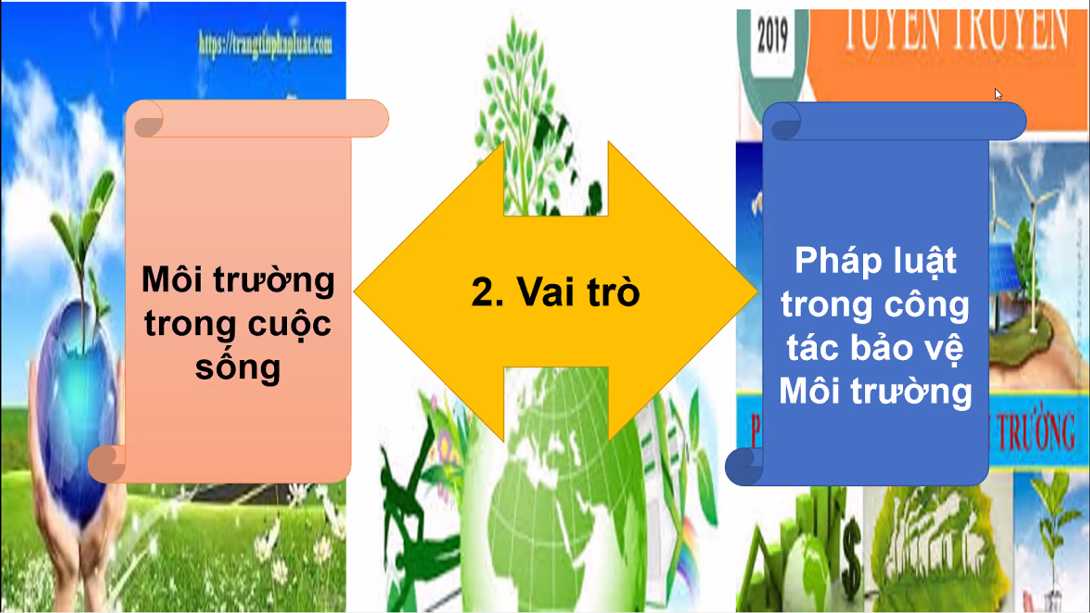 https://trangtinphapluat.com
2019
TUYÊN TRUYỀN
Môi trường
trong cuộc
sống
2. Vai trò
Pháp luật
trong công
tác bảo vệ
Môi trường
TRƯỜNG
$